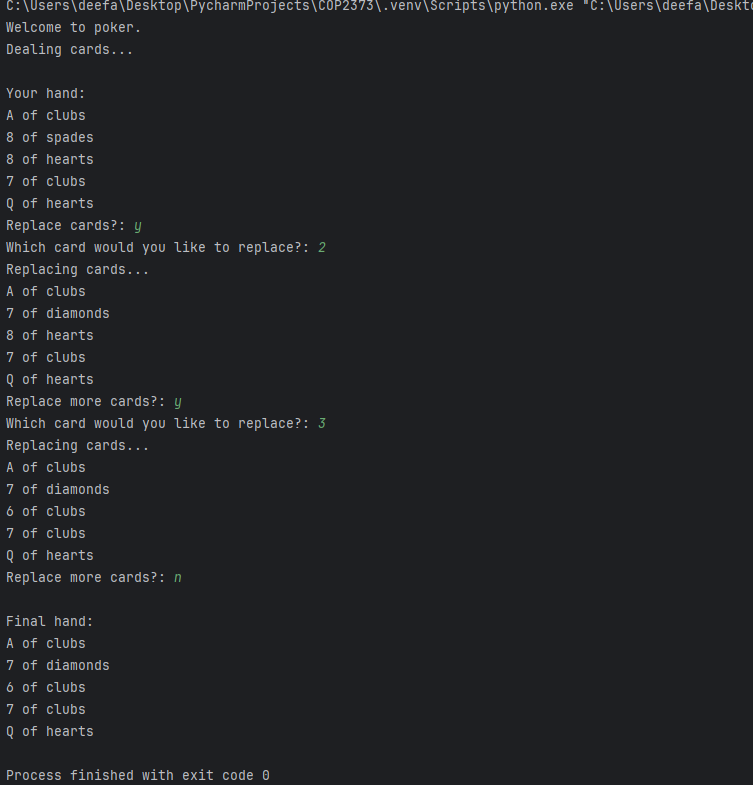 C:\Users\deefa\Desktop\PycharmProjects\COP2373\.venv\Scripts\python.exe "C:\Users\deefa\Deskto
Welcome to poker.
Dealing cards...

Your hand:
A of clubs
8 of spades
8 of hearts
7 of clubs
Q of hearts
Replace cards?: y
Which card would you like to replace?: 2
Replacing cards...
A of clubs
7 of diamonds
8 of hearts
7 of clubs
Q of hearts
Replace more cards?: y
Which card would you like to replace?: 3
Replacing cards...
A of clubs
7 of diamonds
6 of clubs
7 of clubs
Q of hearts
Replace more cards?: n

Final hand:
A of clubs
7 of diamonds
6 of clubs
7 of clubs
Q of hearts

Process finished with exit code 0